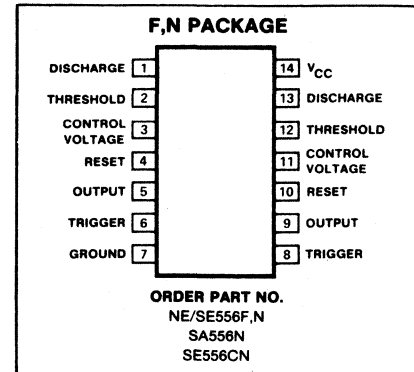 F,N PACKAGE
DISCHARGE 1
14 VCC
THRESHOLD 2
13 DISCHARGE
CONTROL
VOLTAGE 3
12 THRESHOLD
RESET 4
11 CONTROL
VOLTAGE
OUTPUT 5
10 RESET
TRIGGER 6
9 OUTPUT
GROUND 7
8 TRIGGER
ORDER PART NO.
NE/SE556F,N
SA556N
SE556CN